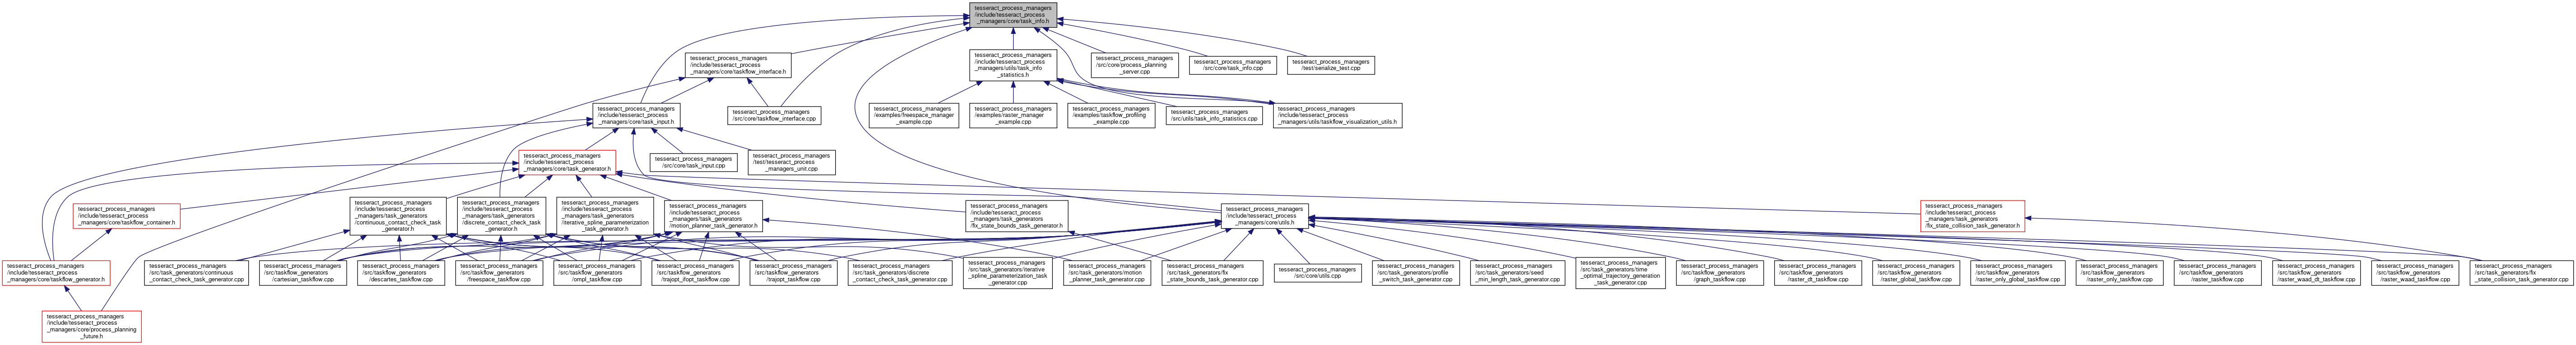 tesseract_process_managers
/include/tesseract_process
_managers/core/task_info.h
tesseract_process_managers
/include/tesseract_process
_managers/core/taskflow_interface.h
tesseract_process_managers
/include/tesseract_process
_managers/utils/task_info
_statistics.h
tesseract_process_managers
/src/core/process_planning
_server.cpp
tesseract_process_managers
/src/core/task_info.cpp
tesseract_process_managers
/test/serialize_test.cpp
tesseract_process_managers
/include/tesseract_process
_managers/core/task_input.h
tesseract_process_managers
/src/core/taskflow_interface.cpp
tesseract_process_managers
/examples/freespace_manager
_example.cpp
tesseract_process_managers
/examples/raster_manager
_example.cpp
tesseract_process_managers
/examples/taskflow_profiling
_example.cpp
tesseract_process_managers
/src/utils/task_info_statistics.cpp
tesseract_process_managers
/include/tesseract_process
_managers/utils/taskflow_visualization_utils.h
tesseract_process_managers
/include/tesseract_process
_managers/core/task_generator.h
tesseract_process_managers
/src/core/task_input.cpp
tesseract_process_managers
/test/tesseract_process
_managers_unit.cpp
tesseract_process_managers
/include/tesseract_process
_managers/core/taskflow_container.h
tesseract_process_managers
/include/tesseract_process
_managers/task_generators
/continuous_contact_check_task
_generator.h
tesseract_process_managers
/include/tesseract_process
_managers/task_generators
/discrete_contact_check_task
_generator.h
tesseract_process_managers
/include/tesseract_process
_managers/task_generators
/iterative_spline_parameterization
_task_generator.h
tesseract_process_managers
/include/tesseract_process
_managers/task_generators
/motion_planner_task_generator.h
tesseract_process_managers
/include/tesseract_process
_managers/task_generators
/fix_state_bounds_task_generator.h
tesseract_process_managers
/include/tesseract_process
_managers/core/utils.h
tesseract_process_managers
/include/tesseract_process
_managers/task_generators
/fix_state_collision_task_generator.h
tesseract_process_managers
/include/tesseract_process
_managers/core/taskflow_generator.h
tesseract_process_managers
/src/task_generators/continuous
_contact_check_task_generator.cpp
tesseract_process_managers
/src/taskflow_generators
/cartesian_taskflow.cpp
tesseract_process_managers
/src/taskflow_generators
/descartes_taskflow.cpp
tesseract_process_managers
/src/taskflow_generators
/freespace_taskflow.cpp
tesseract_process_managers
/src/taskflow_generators
/ompl_taskflow.cpp
tesseract_process_managers
/src/taskflow_generators
/trajopt_ifopt_taskflow.cpp
tesseract_process_managers
/src/taskflow_generators
/trajopt_taskflow.cpp
tesseract_process_managers
/src/task_generators/discrete
_contact_check_task_generator.cpp
tesseract_process_managers
/src/task_generators/iterative
_spline_parameterization_task
_generator.cpp
tesseract_process_managers
/src/task_generators/motion
_planner_task_generator.cpp
tesseract_process_managers
/src/task_generators/fix
_state_bounds_task_generator.cpp
tesseract_process_managers
/src/core/utils.cpp
tesseract_process_managers
/src/task_generators/profile
_switch_task_generator.cpp
tesseract_process_managers
/src/task_generators/seed
_min_length_task_generator.cpp
tesseract_process_managers
/src/task_generators/time
_optimal_trajectory_generation
_task_generator.cpp
tesseract_process_managers
/src/taskflow_generators
/graph_taskflow.cpp
tesseract_process_managers
/src/taskflow_generators
/raster_dt_taskflow.cpp
tesseract_process_managers
/src/taskflow_generators
/raster_global_taskflow.cpp
tesseract_process_managers
/src/taskflow_generators
/raster_only_global_taskflow.cpp
tesseract_process_managers
/src/taskflow_generators
/raster_only_taskflow.cpp
tesseract_process_managers
/src/taskflow_generators
/raster_taskflow.cpp
tesseract_process_managers
/src/taskflow_generators
/raster_waad_dt_taskflow.cpp
tesseract_process_managers
/src/taskflow_generators
/raster_waad_taskflow.cpp
tesseract_process_managers
/src/task_generators/fix
_state_collision_task_generator.cpp
tesseract_process_managers
/include/tesseract_process
_managers/core/process_planning
_future.h